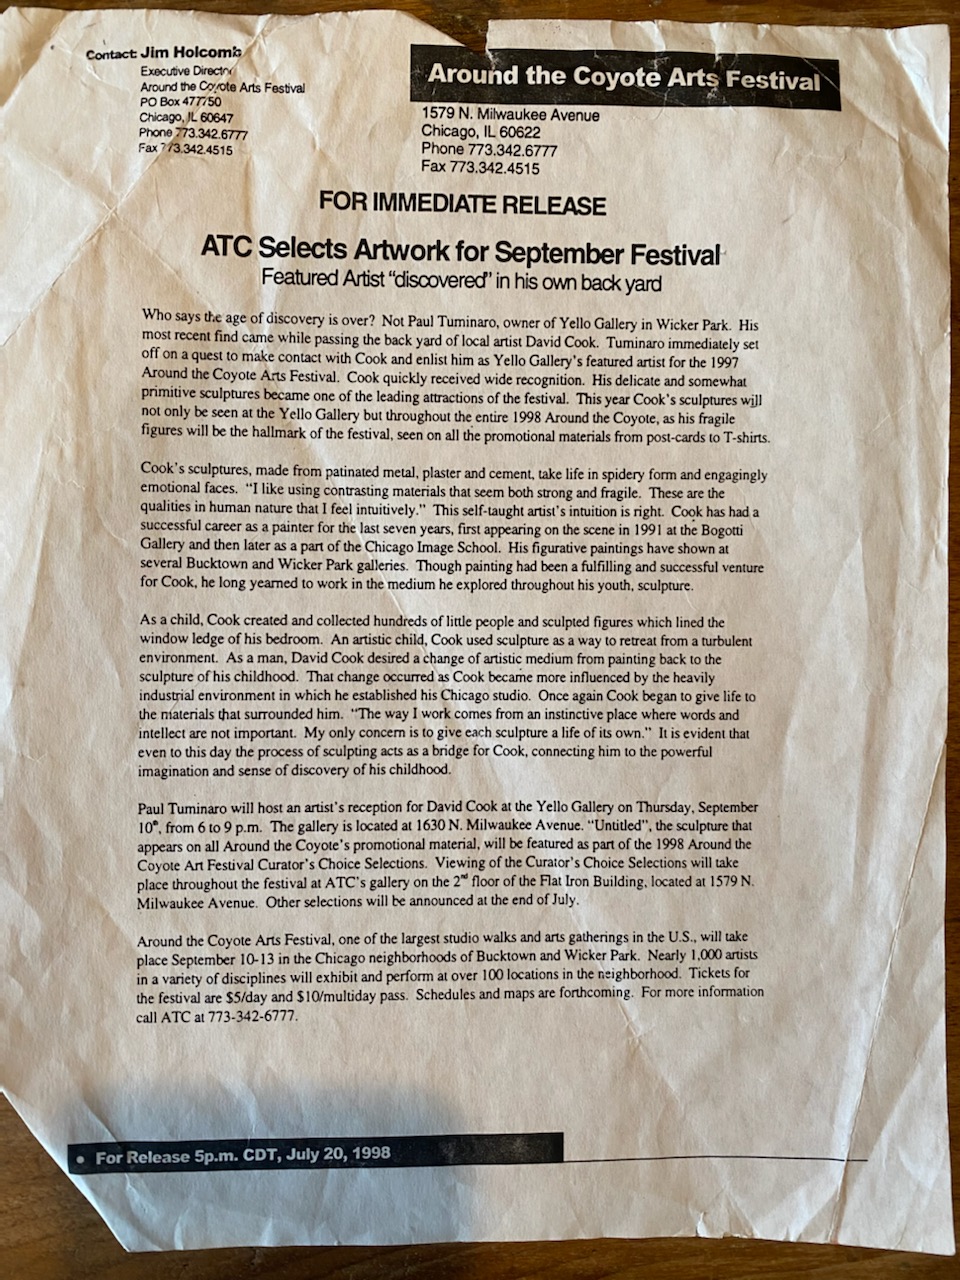 Contact: Jim Holcomb
Executive Director
Around the Coyote Arts Festival
PO Box 477750
Chicago, IL 60647
Phone 773.342.6777
Fax 773.342.4515
Around the Coyote Arts Festival
1579 N. Milwaukee Avenue
Chicago, IL 60622
Phone 773.342.6777
Fax 773.342.4515
FOR IMMEDIATE RELEASE
ATC Selects Artwork for September Festival
Featured Artist "discovered" in his own back yard
Who says the age of discovery is over? Not Paul Tuminaro, owner of Yello Gallery in Wicker Park. His
most recent find came while passing the back yard of local artist David Cook. Tuminaro immediately set
off on a quest to make contact with Cook and enlist him as Yello Gallery's featured artist for the 1997
Around the Coyote Arts Festival. Cook quickly received wide recognition. His delicate and somewhat
primitive sculptures became one of the leading attractions of the festival. This year Cook's sculptures will
not only be seen at the Yello Gallery but throughout the entire 1998 Around the Coyote, as his fragile
figures will be the hallmark of the festival, seen on all the promotional materials from post-cards to T-shirts.
Cook's sculptures, made from patinated metal, plaster and cement, take life in spidery form and engagingly
emotional faces. "I like using contrasting materials that seem both strong and fragile. These are the
qualities in human nature that I feel intuitively." This self-taught artist's intuition is right. Cook has had a
successful career as a painter for the last seven years, first appearing on the scene in 1991 at the Bogotti
Gallery and then later as a part of the Chicago Image School. His figurative paintings have shown at
several Bucktown and Wicker Park galleries. Though painting had been a fulfilling and successful venture
for Cook, he long yearned to work in the medium he explored throughout his youth, sculpture.
As a child, Cook created and collected hundreds of little people and sculpted figures which lined the
window ledge of his bedroom. An artistic child, Cook used sculpture as a way to retreat from a turbulent
environment. As a man, David Cook desired a change of artistic medium from painting back to the
sculpture of his childhood. That change occurred as Cook became more influenced by the heavily
industrial environment in which he established his Chicago studio. Once again Cook began to give life to
the materials that surrounded him. "The way I work comes from an instinctive place where words and
intellect are not important. My only concern is to give each sculpture a life of its own." It is evident that
even to this day the process of sculpting acts as a bridge for Cook, connecting him to the powerful
imagination and sense of discovery of his childhood.
Paul Tuminaro will host an artist's reception for David Cook at the Yello Gallery on Thursday, September
10th, from 6 to 9 p.m. The gallery is located at 1630 N. Milwaukee Avenue. "Untitled", the sculpture that
appears on all Around the Coyote's promotional material, will be featured as part of the 1998 Around the
Coyote Art Festival Curator's Choice Selections. Viewing of the Curator's Choice Selections will take
place throughout the festival at ATC's gallery on the 2nd floor of the Flat Iron Building, located at 1579 N.
Milwaukee Avenue. Other selections will be announced at the end of July.
Around the Coyote Arts Festival, one of the largest studio walks and arts gatherings in the U.S., will take
place September 10-13 in the Chicago neighborhoods of Bucktown and Wicker Park. Nearly 1,000 artists
in a variety of disciplines will exhibit and perform at over 100 locations in the neighborhood. Tickets for
the festival are $5/day and $10/multiday pass. Schedules and maps are forthcoming. For more information
call ATC at 773-342-6777.
• For Release 5p.m. CDT, July 20, 1998